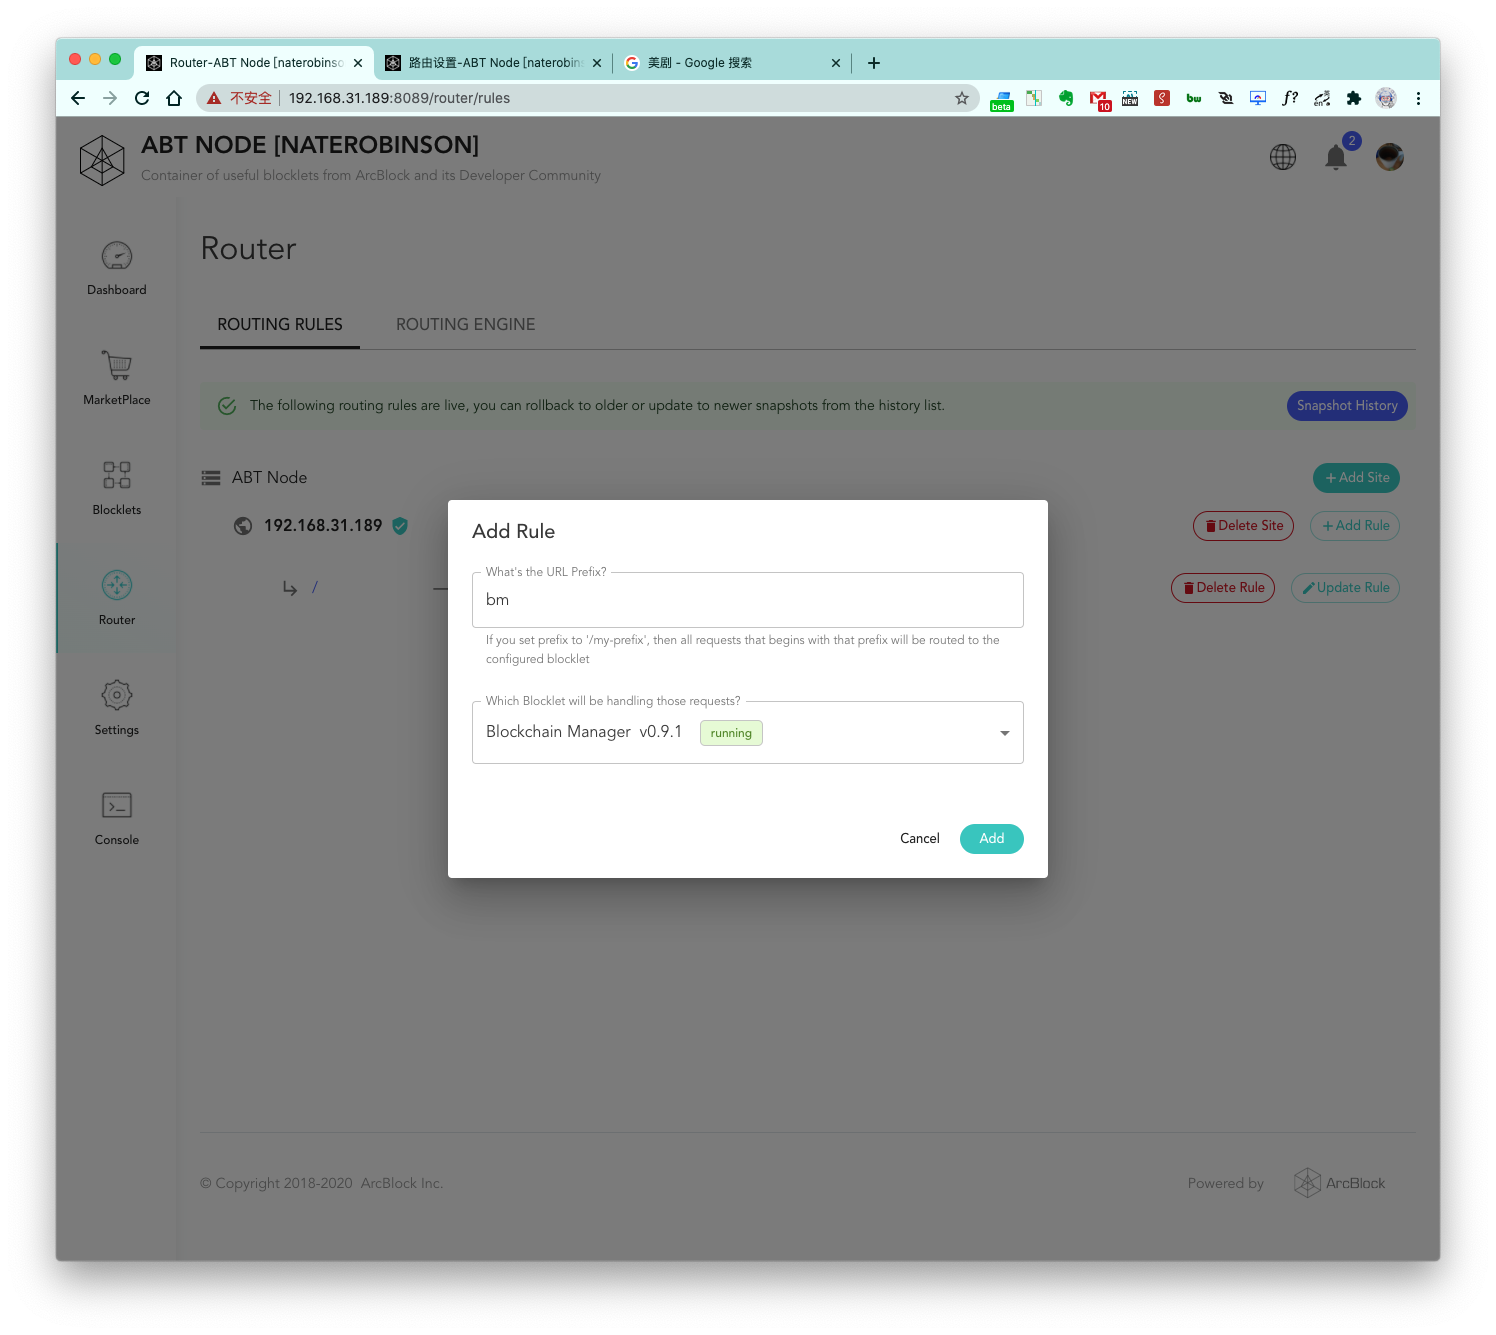 Router-ABT Node [naterobinso
路由设置-ABT Node [naterobins
美剧 - Google 搜索
不安全
192.168.31.189:8089/router/rules
beta
10
NEW
S
bw
f?
en
英
ABT NODE [NATEROBINSON]
Container of useful blocklets from ArcBlock and its Developer Community
2
Dashboard
MarketPlace
Blocklets
Router
Settings
Console
Router
ROUTING RULES
ROUTING ENGINE
The following routing rules are live, you can rollback to older or update to newer snapshots from the history list.
Snapshot History
ABT Node
+ Add Site
192.168.31.189
Delete Site
+ Add Rule
/
Delete Rule
Update Rule
Add Rule
What's the URL Prefix?
bm
If you set prefix to '/my-prefix', then all requests that begins with that prefix will be routed to the
configured blocklet
Which Blocklet will be handling those requests?
Blockchain Manager v0.9.1 running
Cancel
Add
© Copyright 2018-2020 ArcBlock Inc.
Powered by
ArcBlock